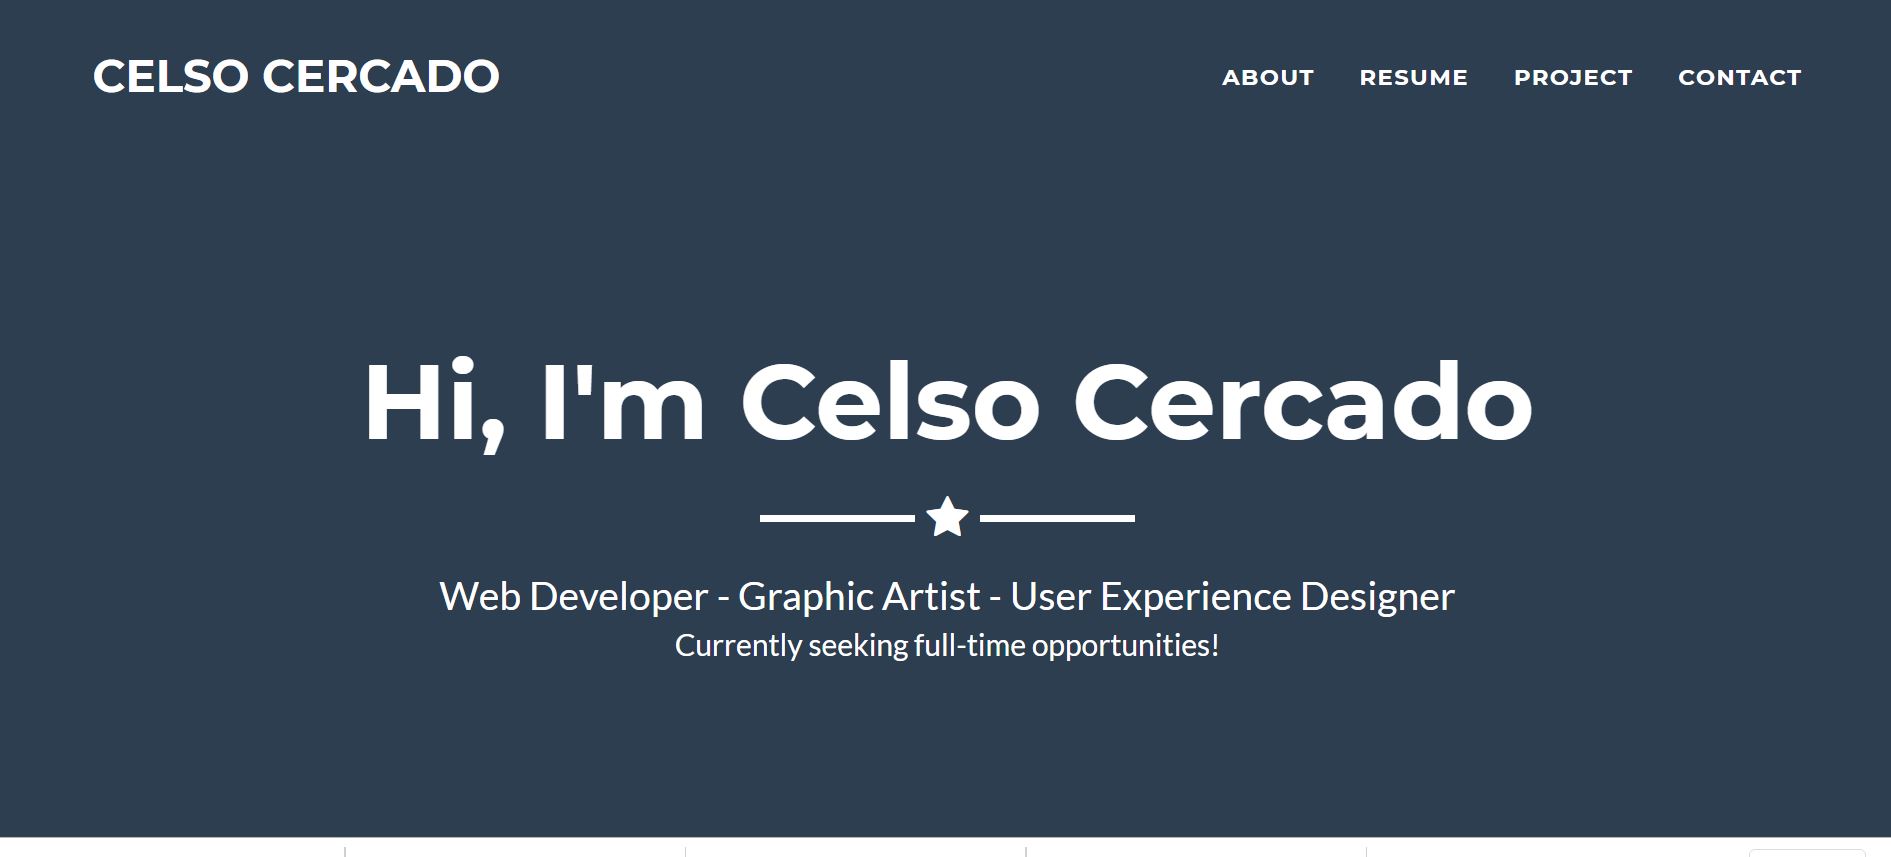 CELSO CERCADO
ABOUT RESUME PROJECT CONTACT
Hi, I'm Celso Cercado
Web Developer - Graphic Artist - User Experience Designer
Currently seeking full-time opportunities!